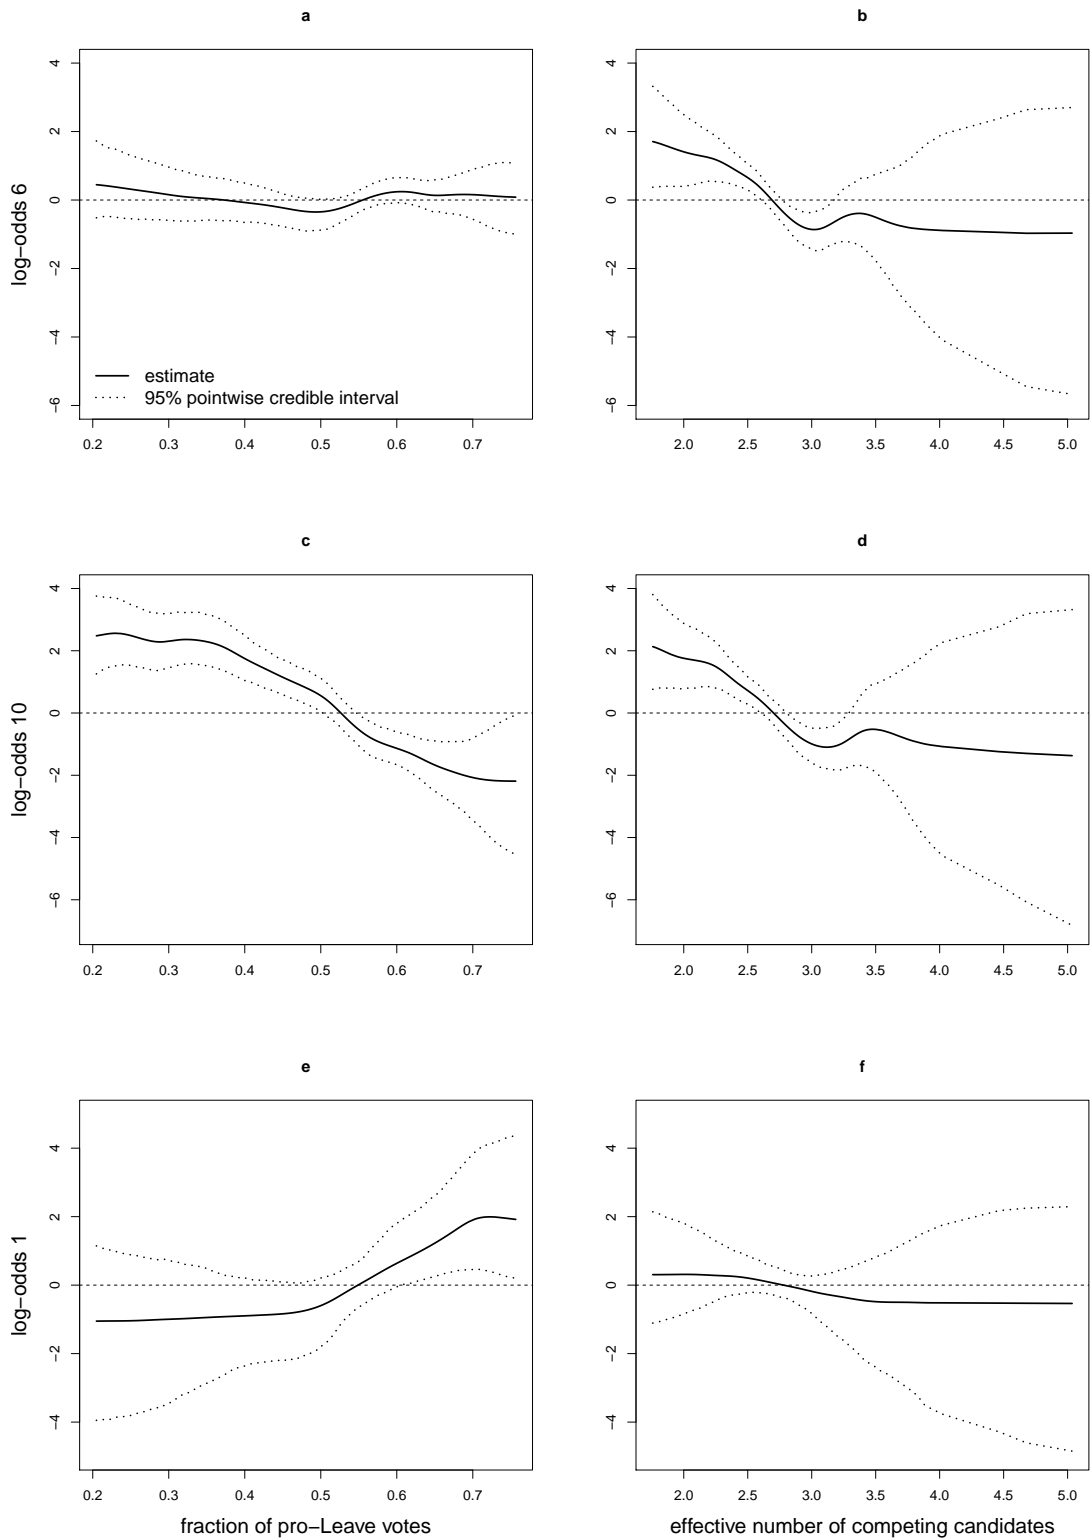 a
b
log−odds 6
4
2
0
−2
−4
−6
estimate
95% pointwise credible interval
0.2 0.3 0.4 0.5 0.6 0.7
4
2
0
−2
−4
−6
2.0 2.5 3.0 3.5 4.0 4.5 5.0
c
d
log−odds 10
4
2
0
−2
−4
−6
0.2 0.3 0.4 0.5 0.6 0.7
4
2
0
−2
−4
−6
2.0 2.5 3.0 3.5 4.0 4.5 5.0
e
f
log−odds 1
4
2
0
−2
−4
0.2 0.3 0.4 0.5 0.6 0.7
fraction of pro−Leave votes
4
2
0
−2
−4
2.0 2.5 3.0 3.5 4.0 4.5 5.0
effective number of competing candidates